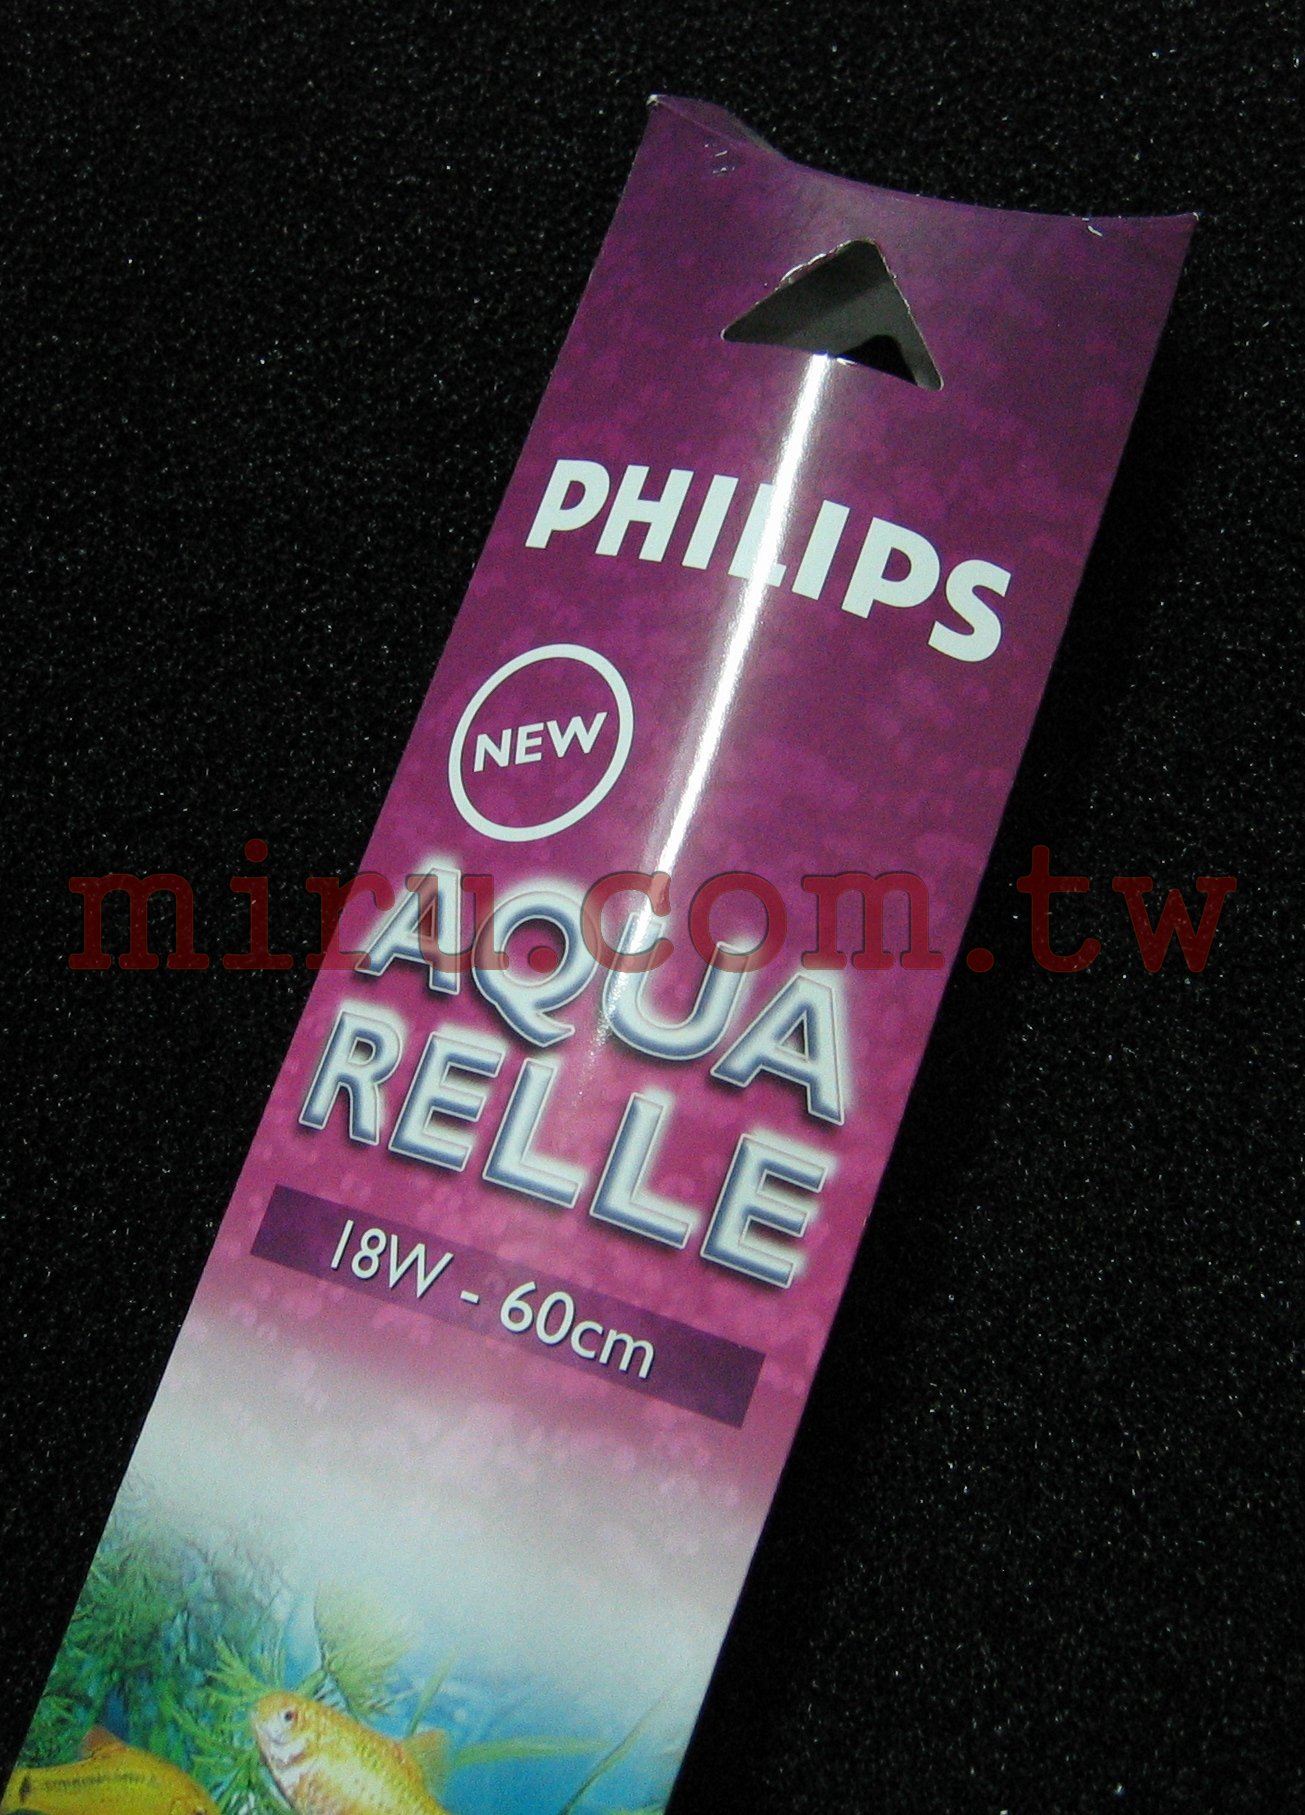 PHILIPS
NEW
miru.com.tw
AQUA
RELLE
18W - 60cm